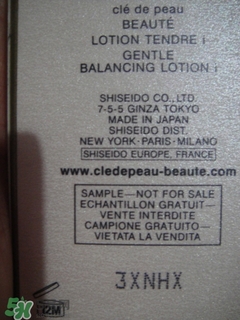 clé de peau
BEAUTÉ
LOTION TENDRE i
GENTLE
BALANCING LOTION i
SHISEIDO CO., LTD.
7-5-5 GINZA TOKYO
MADE IN JAPAN
SHISEIDO DIST.
NEW YORK-PARIS-MILANO
SHISEIDO EUROPE, FRANCE
www.cledepeau-beaute.com
SAMPLE—NOT FOR SALE
ECHANTILLON GRATUIT-
VENTE INTERDITE
CAMPIONE GRATUITO-
VIETATA LA VENDITA
3XNHX
12M